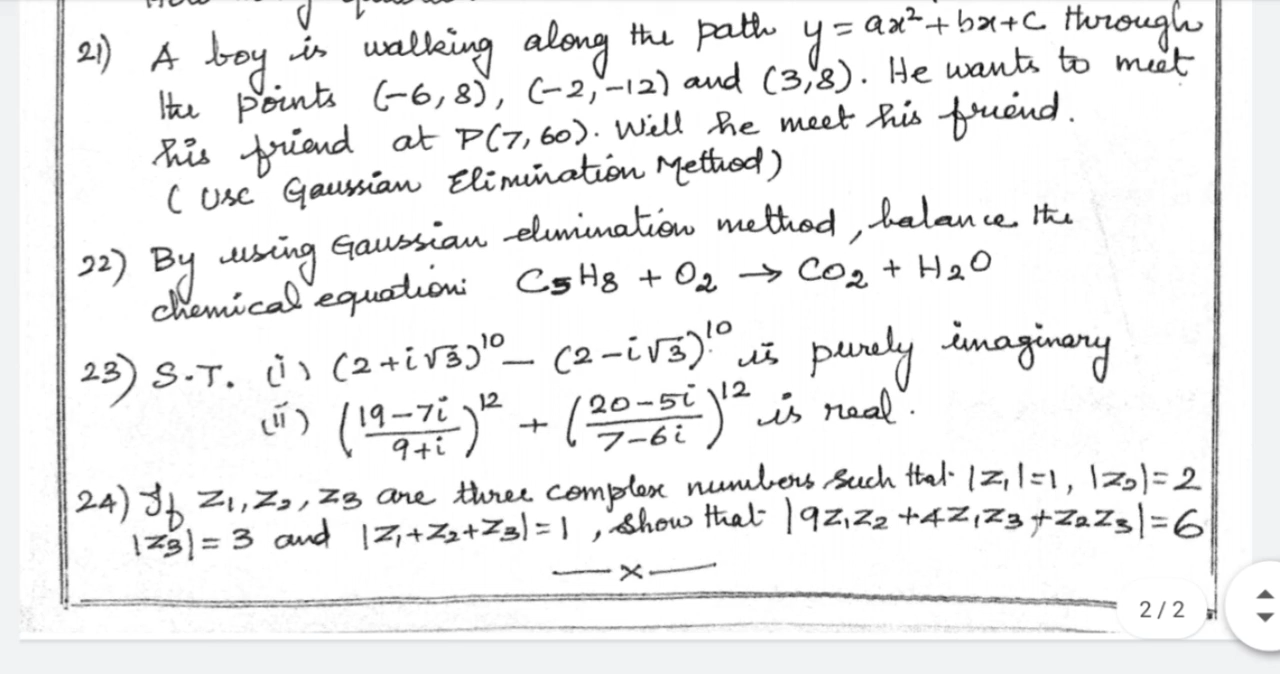 21) A boy is walking along the path y = ax² + bx + c through
the points (-6, 8), (-2, -12) and (3, 8). He wants to meet
his friend at P(7, 60). Will he meet his friend.
( Use Gaussian Elimination Method)
22) By using Gaussian elimination method, balance the
chemical equation: C5H8 + O2 → CO2 + H2O
23) S.T. (i) (2+i√3)^10 - (2-i√3)^10 is purely imaginary
(ii) ((19-7i)/(9+i))^12 + ((20-5i)/(7-6i))^12 is real.
24) If Z1, Z2, Z3 are three complex numbers such that |Z1|=1, |Z2|=2
|Z3| = 3 and |Z1+Z2+Z3| = 1, show that |9Z1Z2 + 4Z1Z3 + Z2Z3| = 6
—x—
2 / 2